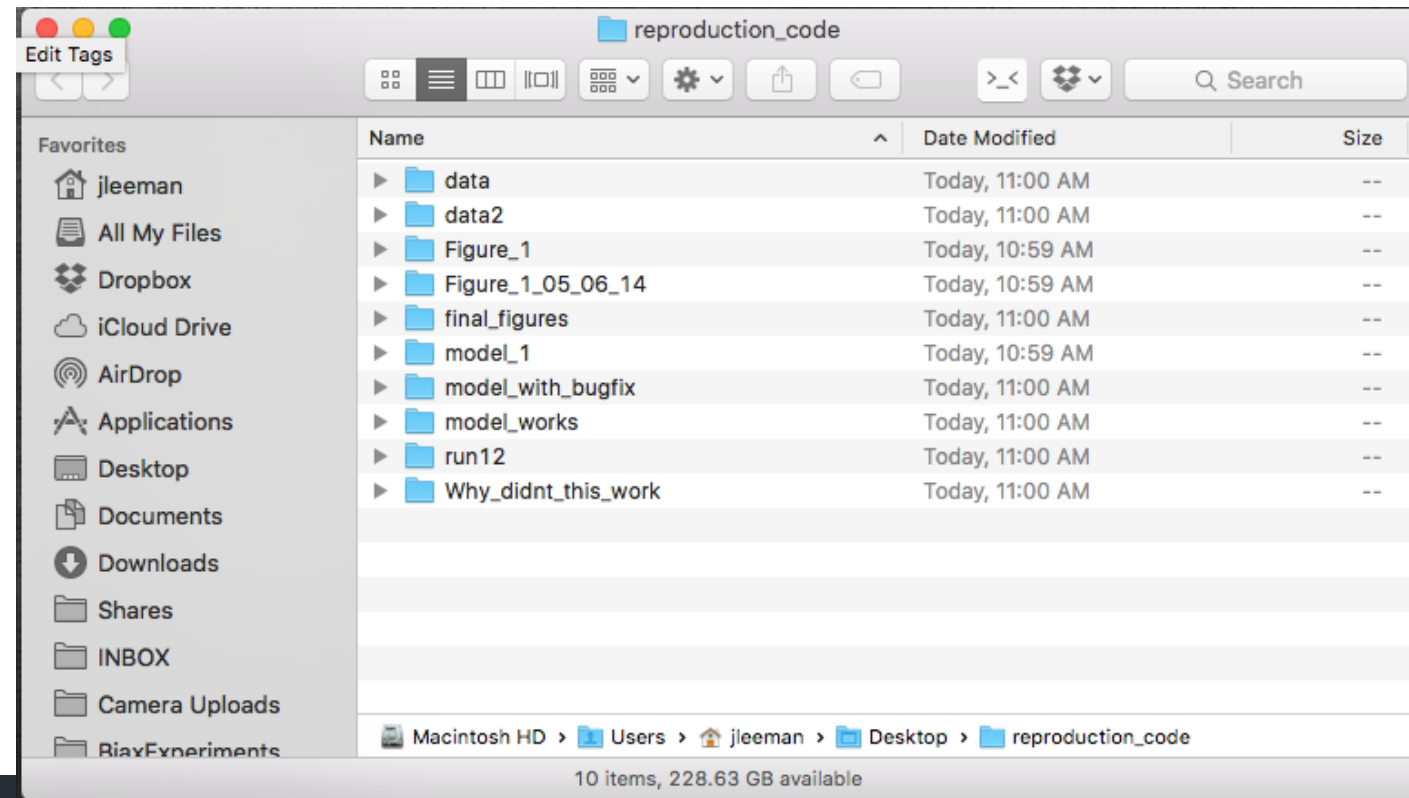 reproduction_code
Edit Tags
>_<
Search
Favorites
jleeman
All My Files
Dropbox
iCloud Drive
AirDrop
Applications
Desktop
Documents
Downloads
Shares
INBOX
Camera Uploads
BiaxExperiments
Name Date Modified Size
data Today, 11:00 AM --
data2 Today, 11:00 AM --
Figure_1 Today, 10:59 AM --
Figure_1_05_06_14 Today, 10:59 AM --
final_figures Today, 11:00 AM --
model_1 Today, 10:59 AM --
model_with_bugfix Today, 11:00 AM --
model_works Today, 11:00 AM --
run12 Today, 11:00 AM --
Why_didnt_this_work Today, 11:00 AM --
Macintosh HD › Users › jleeman › Desktop › reproduction_code
10 items, 228.63 GB available